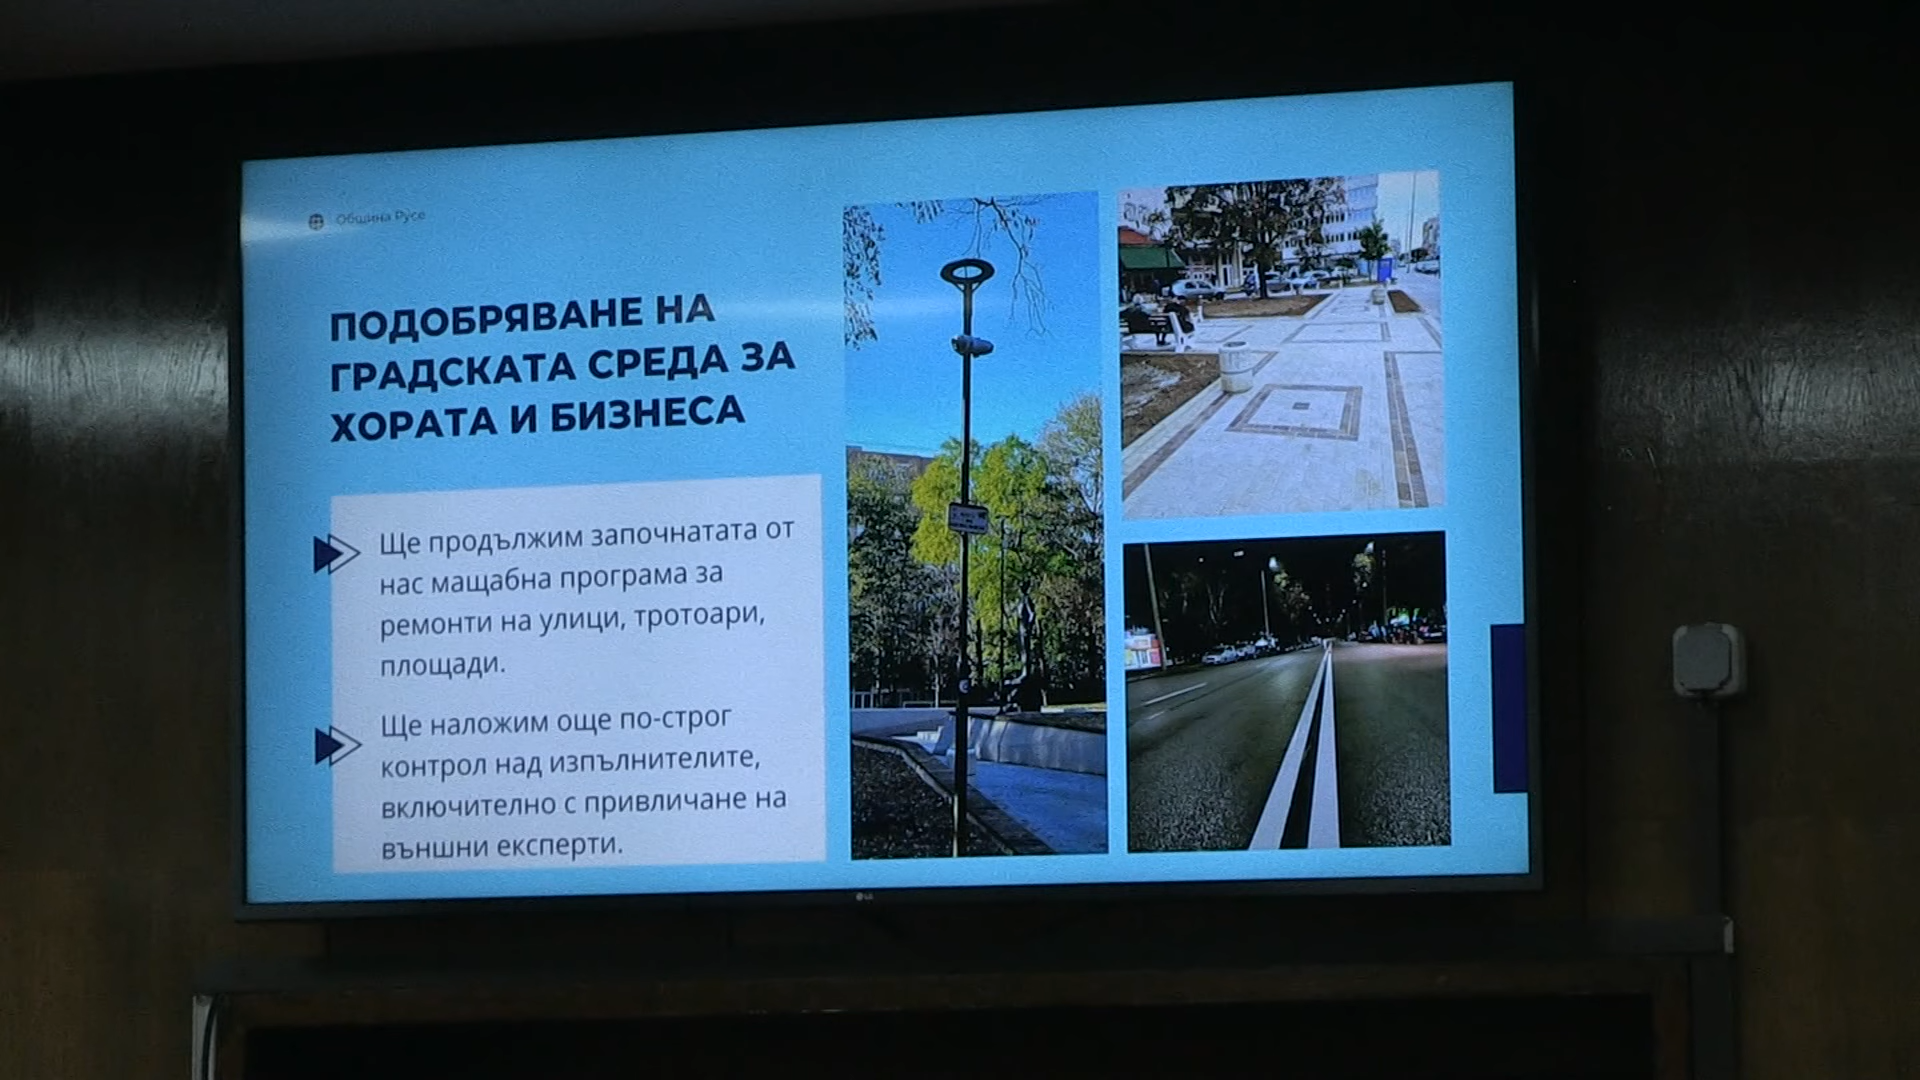 Община Русе
ПОДОБРЯВАНЕ НА
ГРАДСКАТА СРЕДА ЗА
ХОРАТА И БИЗНЕСА
Ще продължим започнатата от
нас мащабна програма за
ремонти на улици, тротоари,
площади.
Ще наложим още по-строг
контрол над изпълнителите,
включително с привличане на
външни експерти.
LG